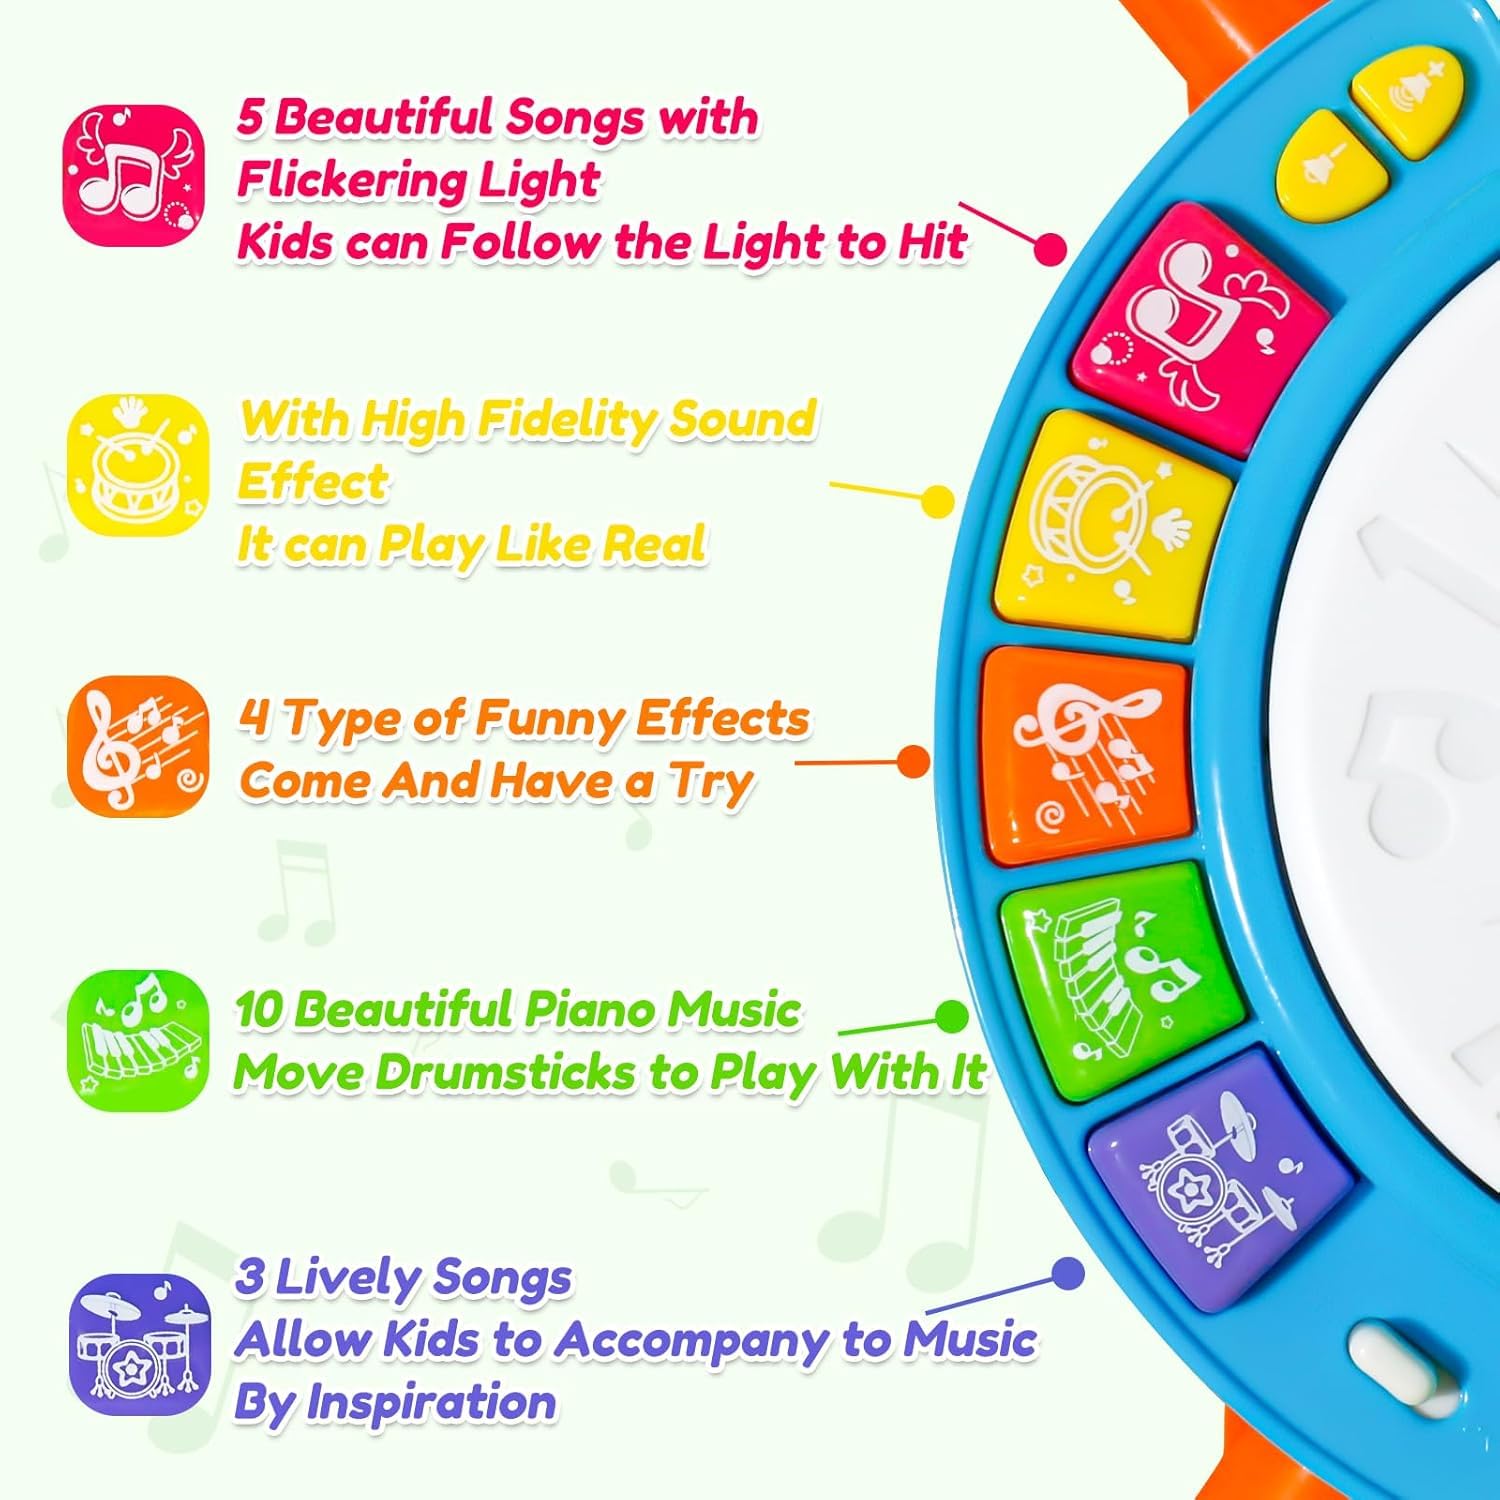 5 Beautiful Songs with
Flickering Light
Kids can Follow the Light to Hit
With High Fidelity Sound
Effect
It can Play Like Real
4 Type of Funny Effects
Come And Have a Try
10 Beautiful Piano Music
Move Drumsticks to Play With It
3 Lively Songs
Allow Kids to Accompany to Music
By Inspiration